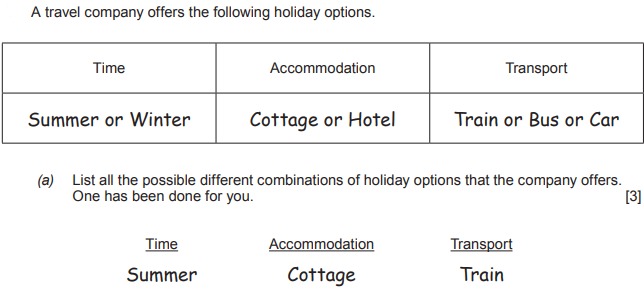 A travel company offers the following holiday options.
Time Accommodation Transport
Summer or Winter Cottage or Hotel Train or Bus or Car
(a) List all the possible different combinations of holiday options that the company offers.
One has been done for you. [3]
Time Accommodation Transport
Summer Cottage Train